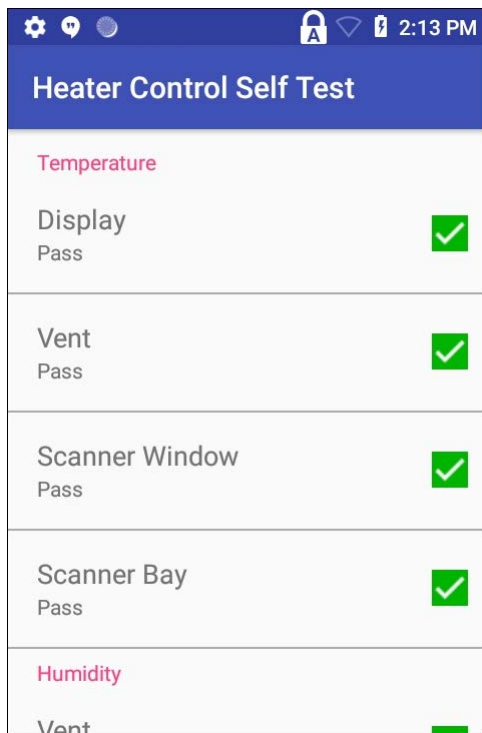 A
2:13 PM
Heater Control Self Test
Temperature
Display
Pass
Vent
Pass
Scanner Window
Pass
Scanner Bay
Pass
Humidity
Vent